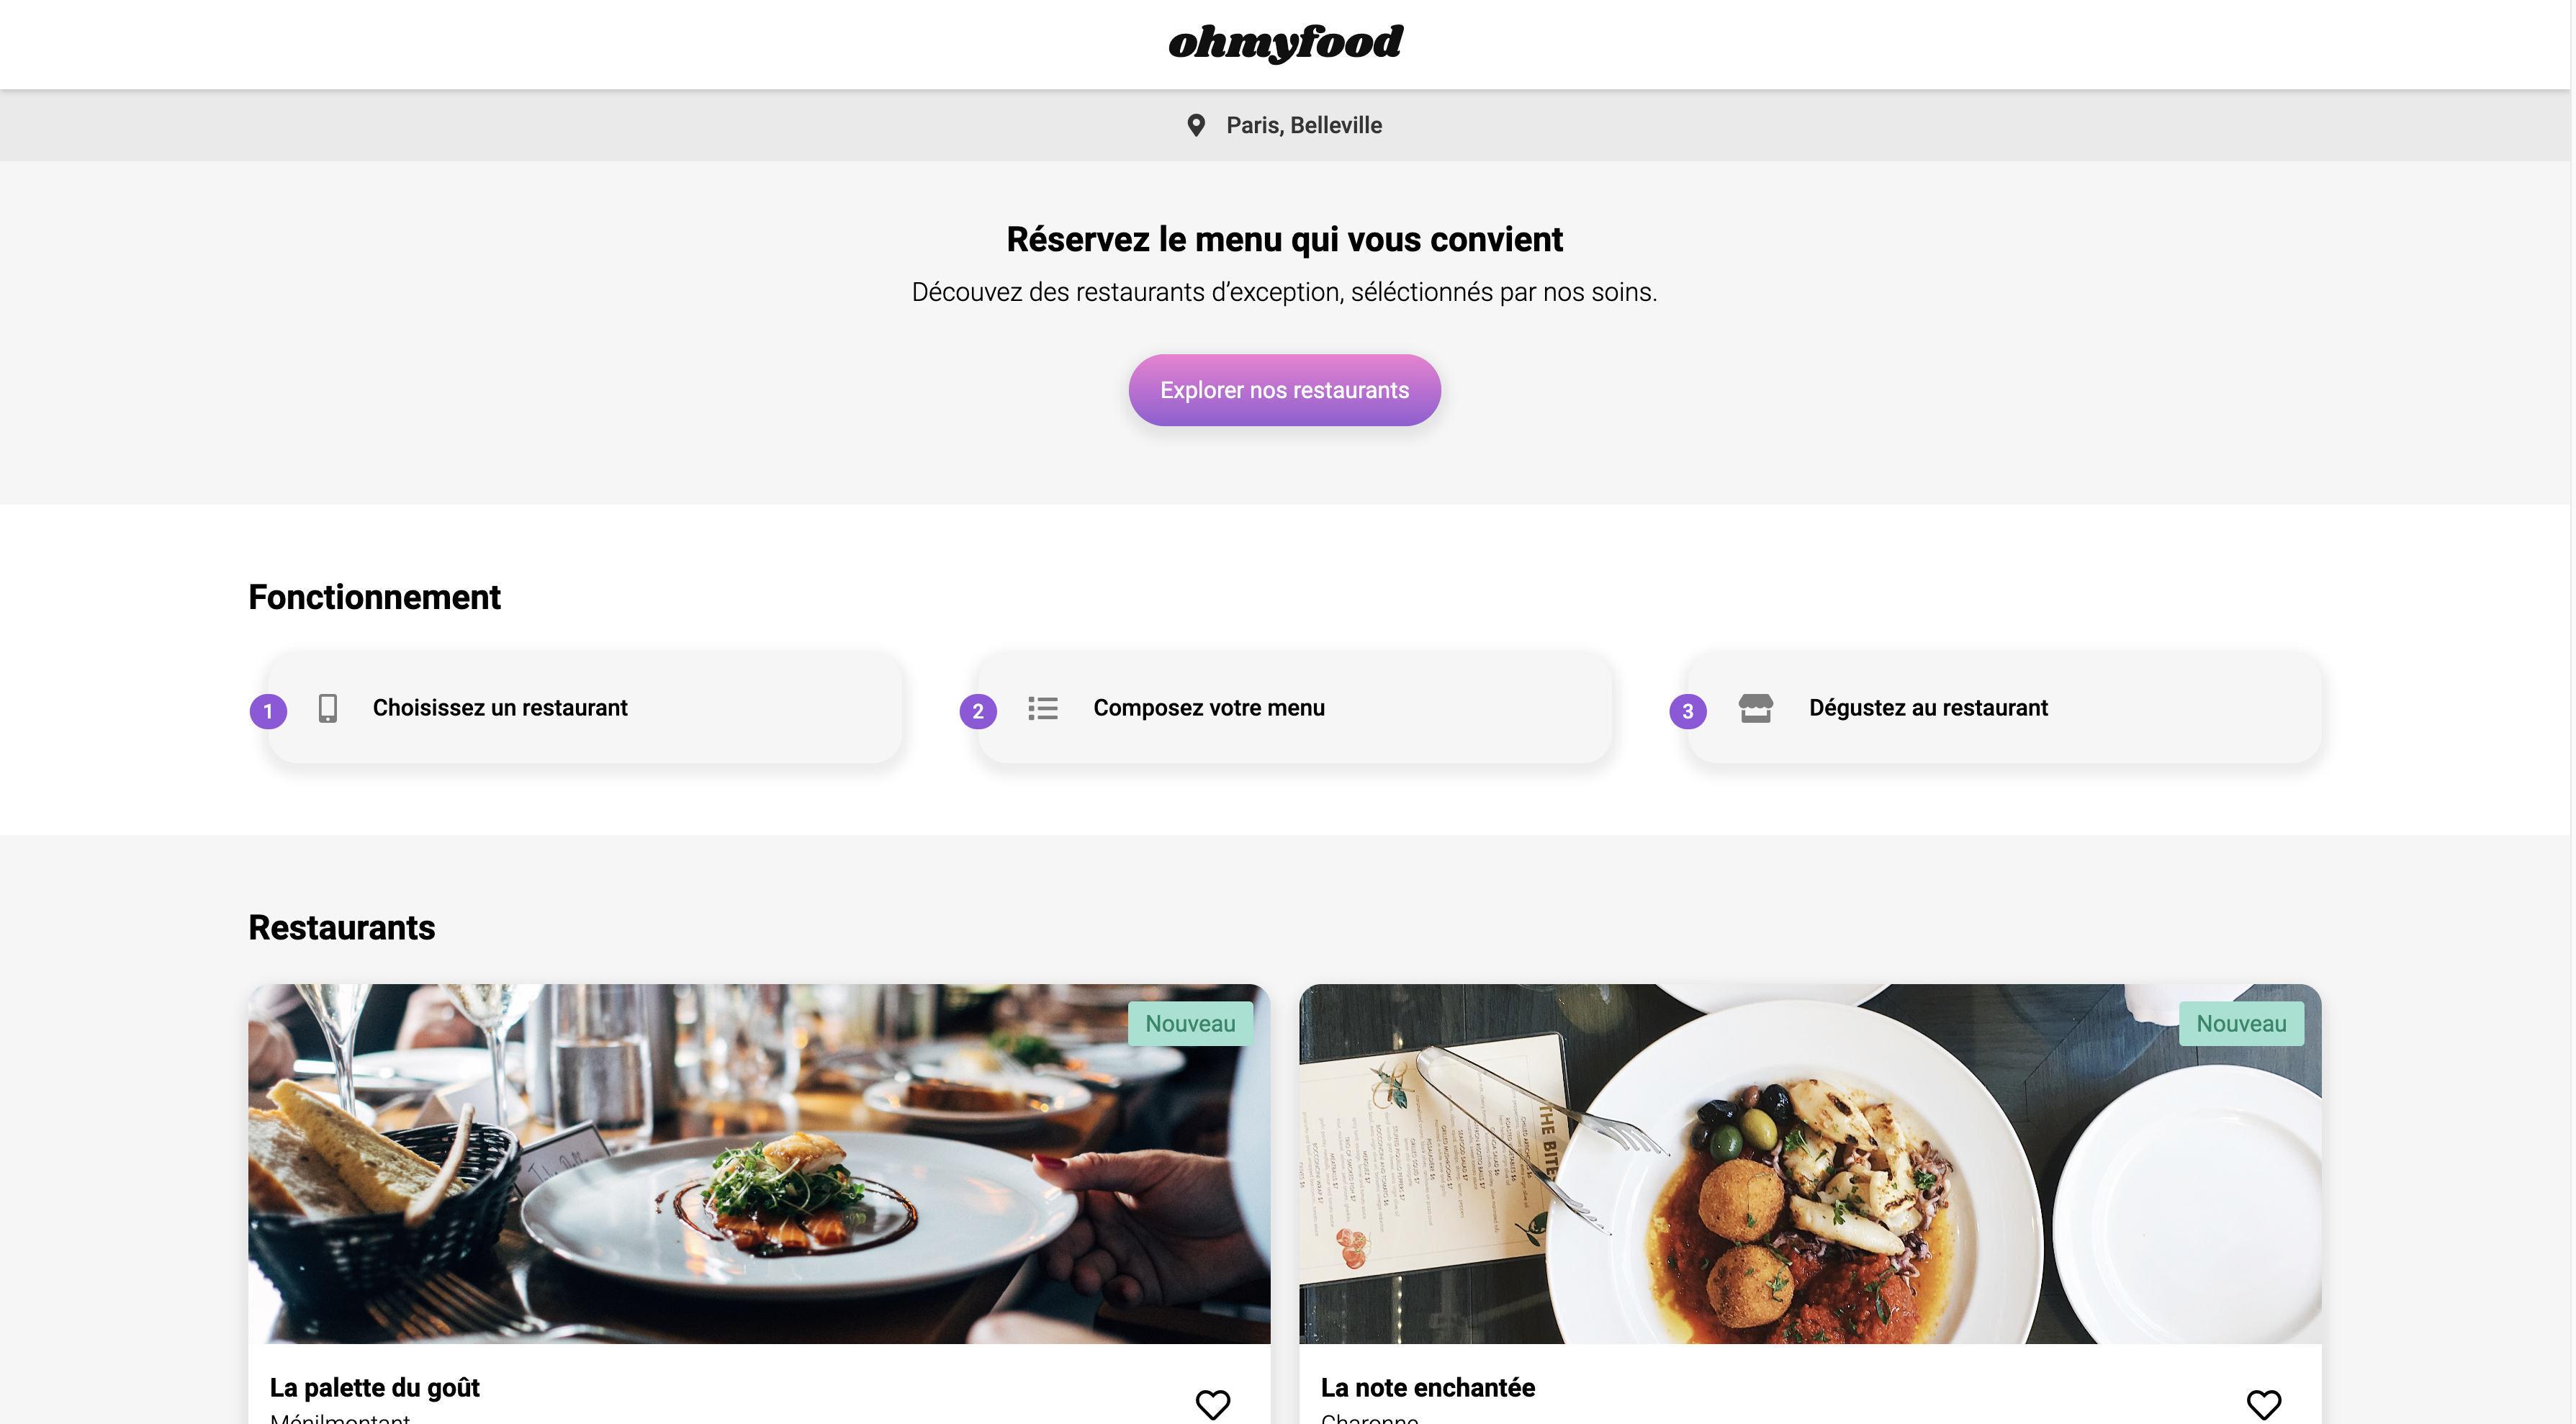 ohmyfood
Paris, Belleville
Réservez le menu qui vous convient
Découvez des restaurants d’exception, séléctionnés par nos soins.
Explorer nos restaurants
Fonctionnement
1 Choisissez un restaurant
2 Composez votre menu
3 Dégustez au restaurant
Restaurants
Nouveau
Nouveau
THE BITE
La palette du goût
La note enchantée
Ménilmontant
Charonne